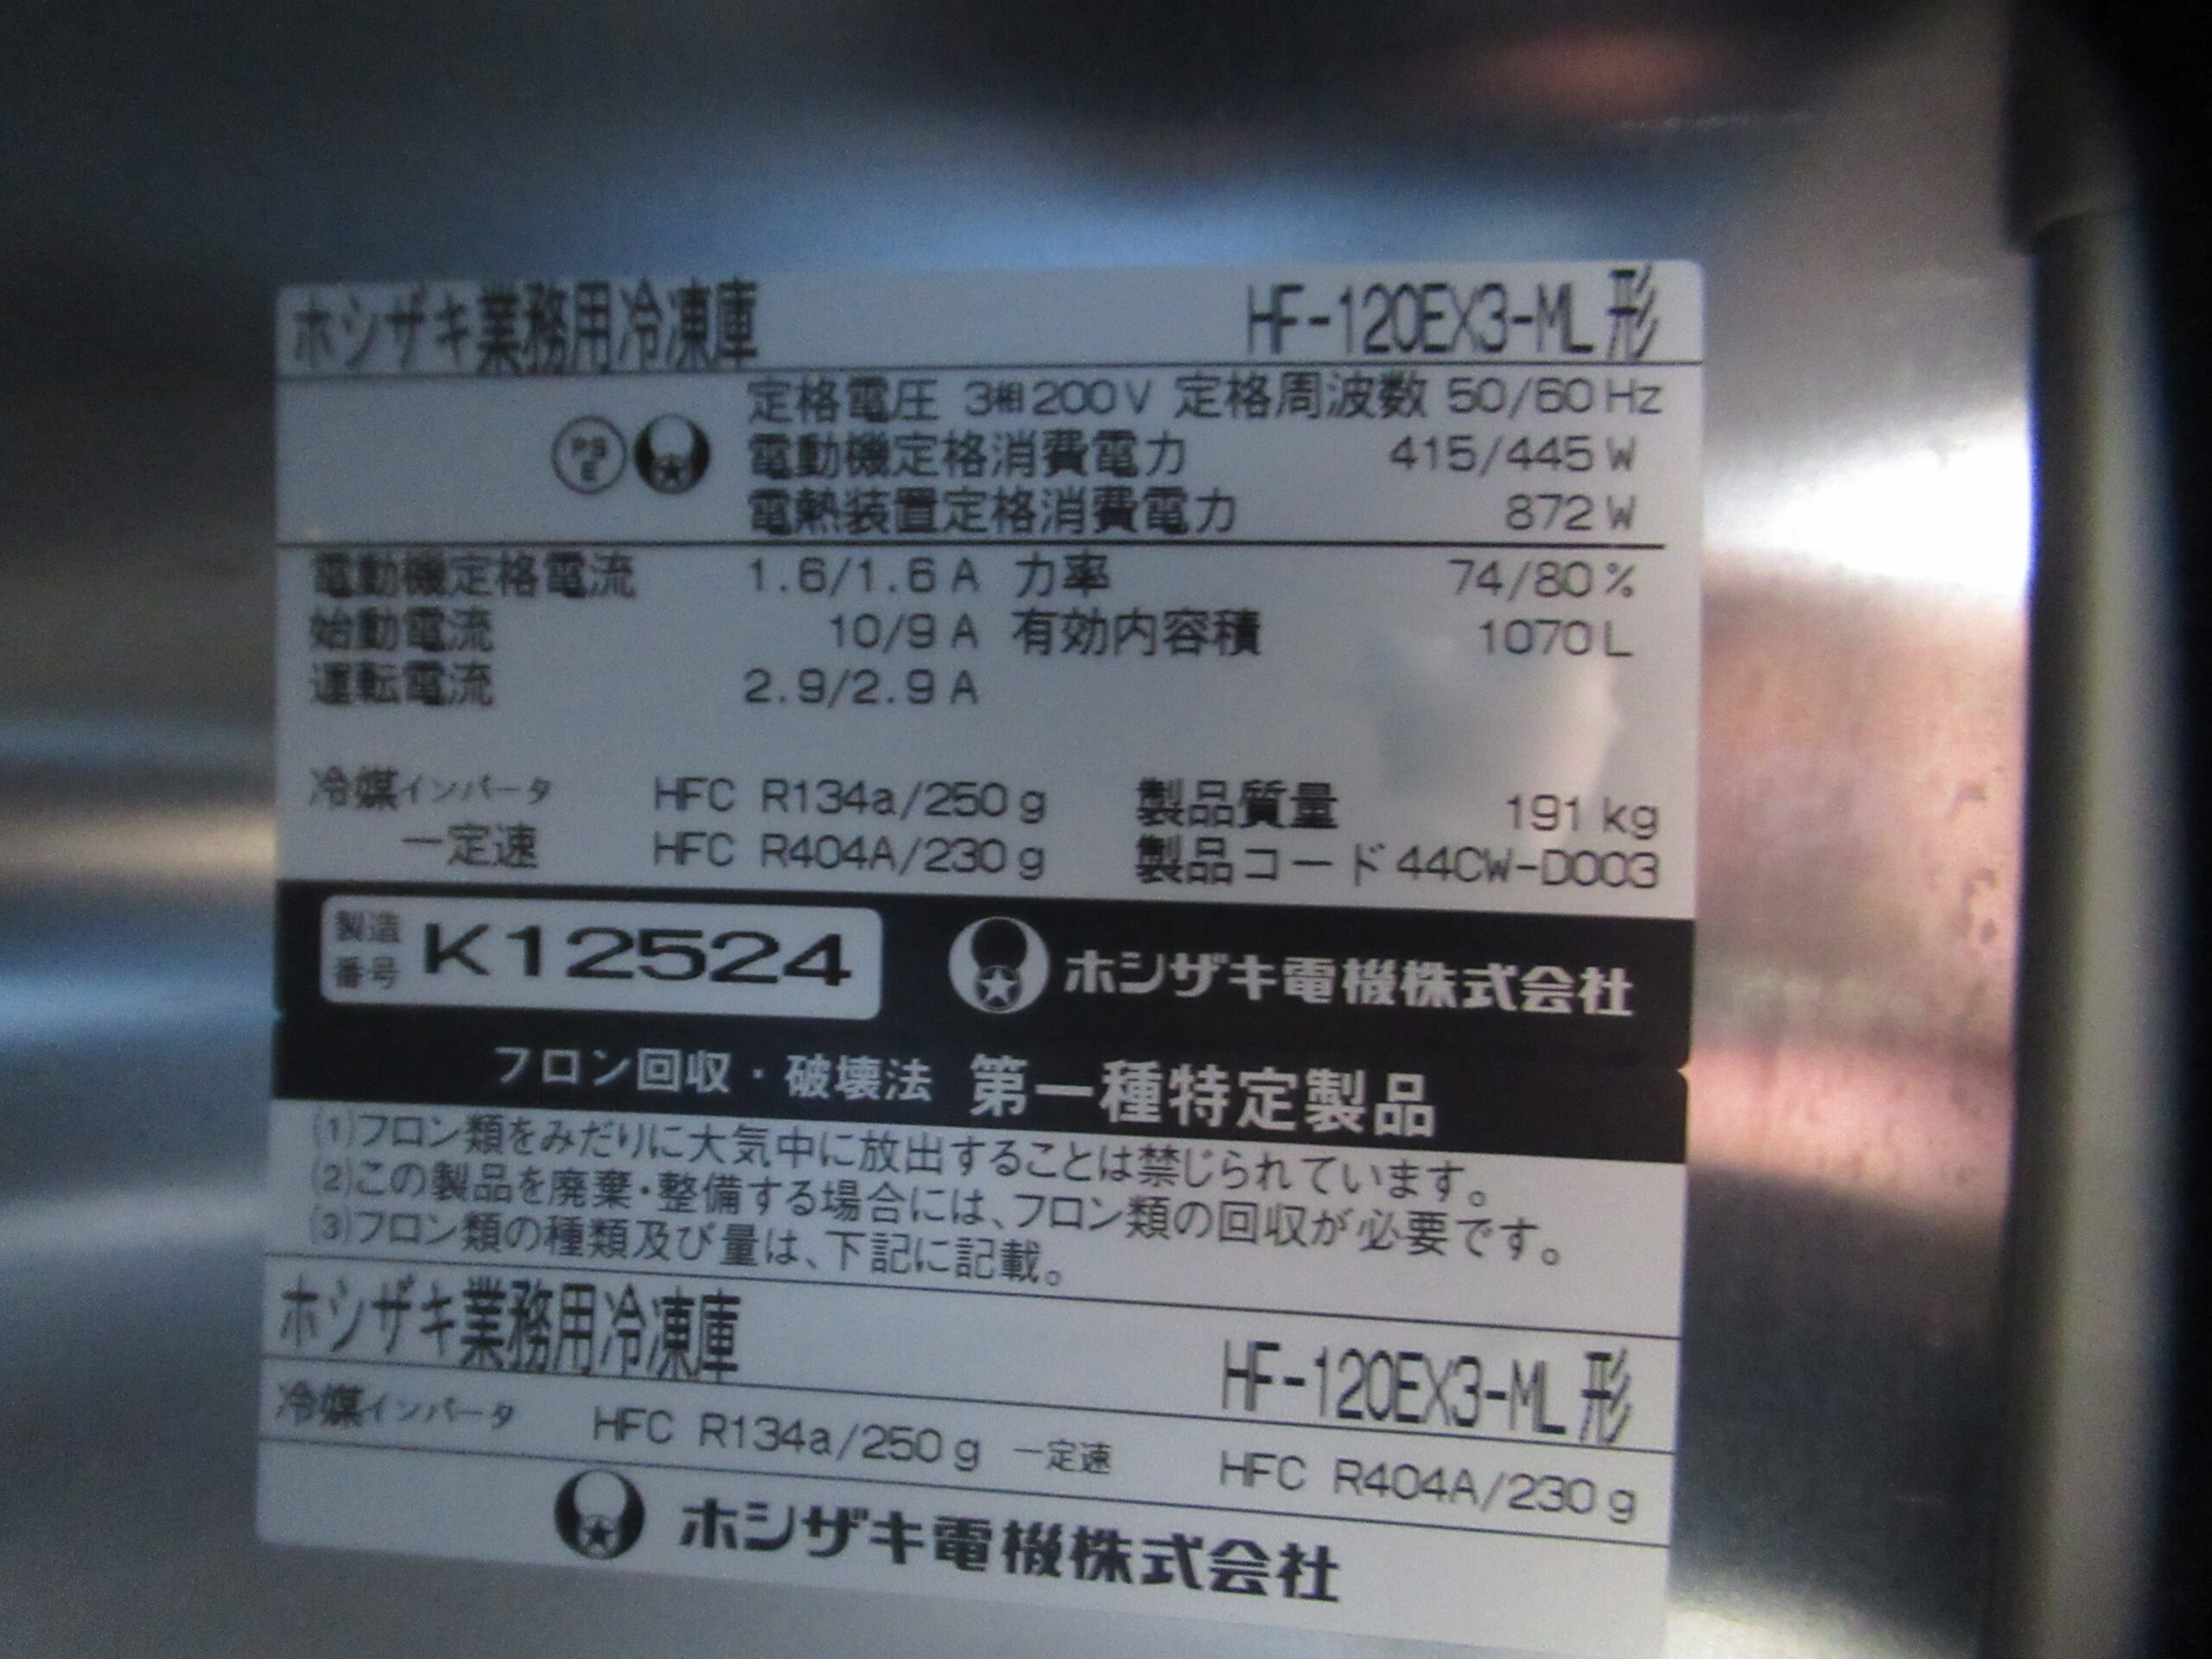 ホシザキ業務用冷凍庫 HF-120EX3-ML形
定格電圧 3相200V 定格周波数 50/60Hz
PS E
電動機定格消費電力 415/445W
電熱装置定格消費電力 872W
電動機定格電流 1.6/1.6A 力率 74/80%
始動電流 10/9A 有効内容積 1070L
運転電流 2.9/2.9A
冷媒インバータ HFC R134a/250g 製品質量 191kg
一定速 HFC R404A/230g 製品コード 44CW-D003
製造番号 K12524 ホシザキ電機株式会社
フロン回収・破壊法 第一種特定製品
(1)フロン類をみだりに大気中に放出することは禁じられています。
(2)この製品を廃棄・整備する場合には、フロン類の回収が必要です。
(3)フロン類の種類及び量は、下記に記載。
ホシザキ業務用冷凍庫 HF-120EX3-ML形
冷媒インバータ HFC R134a/250g 一定速 HFC R404A/230g
ホシザキ電機株式会社